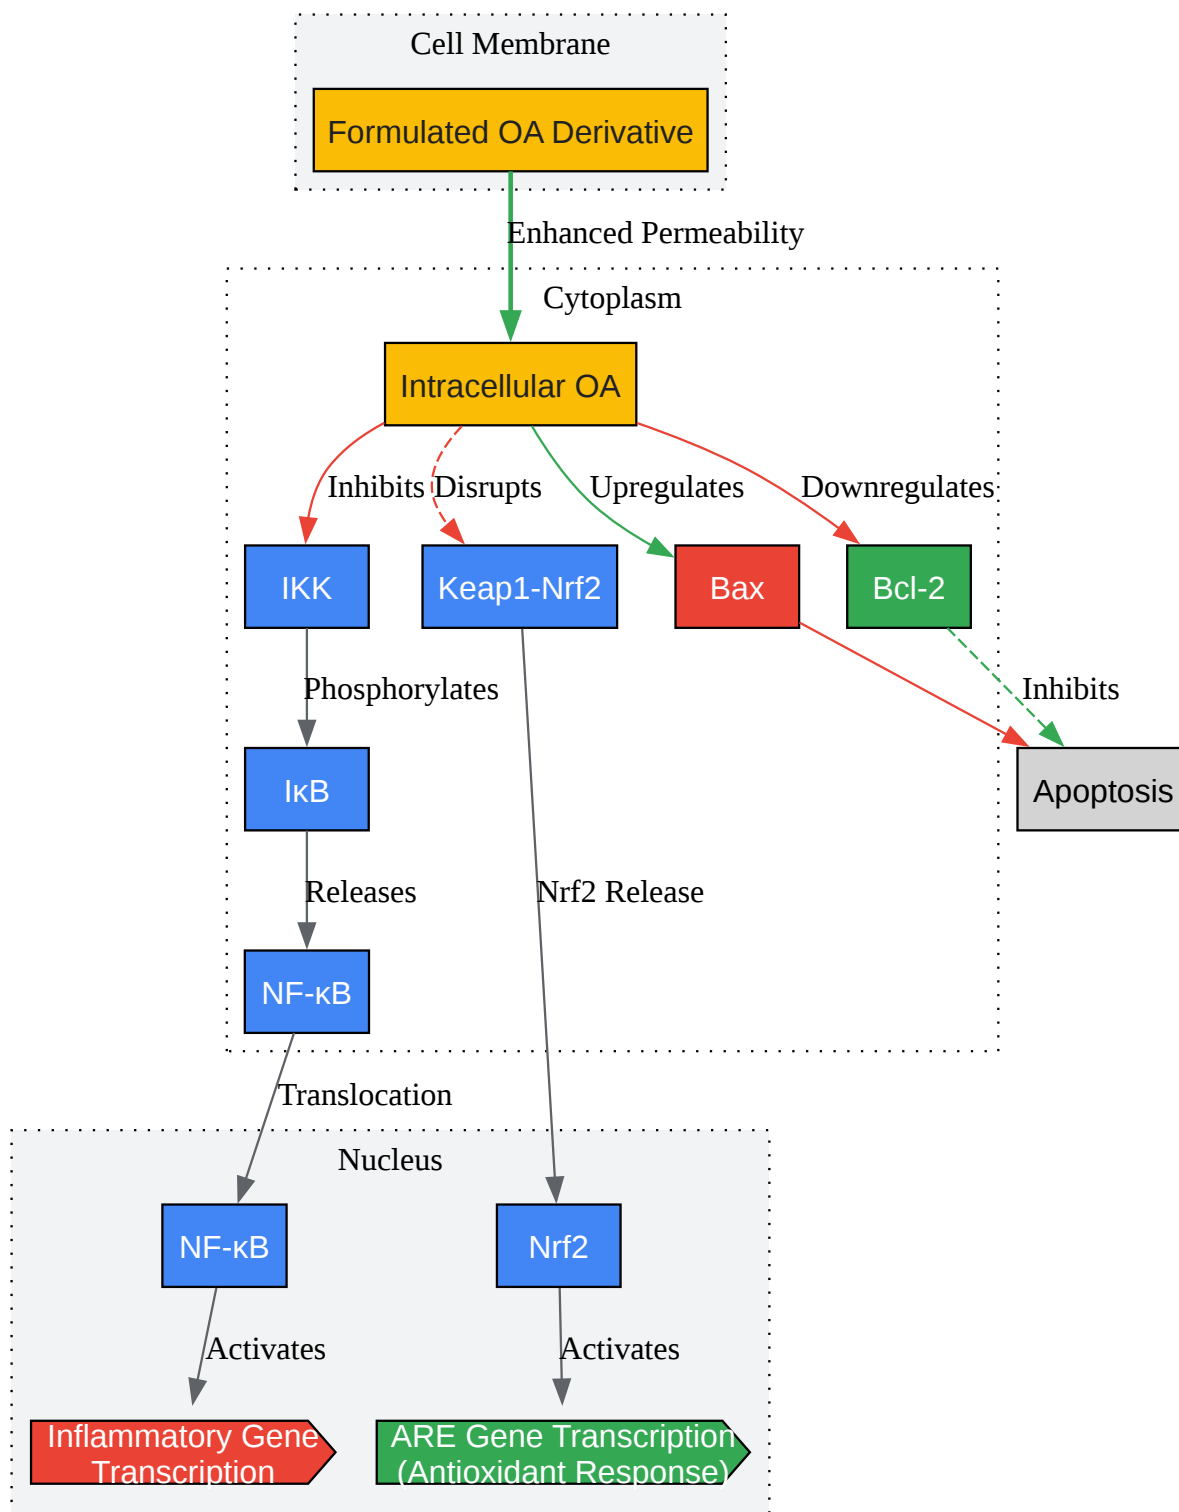 Cell Membrane
Formulated OA Derivative
Enhanced Permeability
Cytoplasm
Intracellular OA
Inhibits
Disrupts
Upregulates
Downregulates
IKK
Keap1-Nrf2
Bax
Bcl-2
Phosphorylates
Inhibits
IκB
Apoptosis
Releases
Nrf2 Release
NF-κB
Translocation
Nucleus
NF-κB
Nrf2
Activates
Activates
Inflammatory Gene
Transcription
ARE Gene Transcription
(Antioxidant Response)